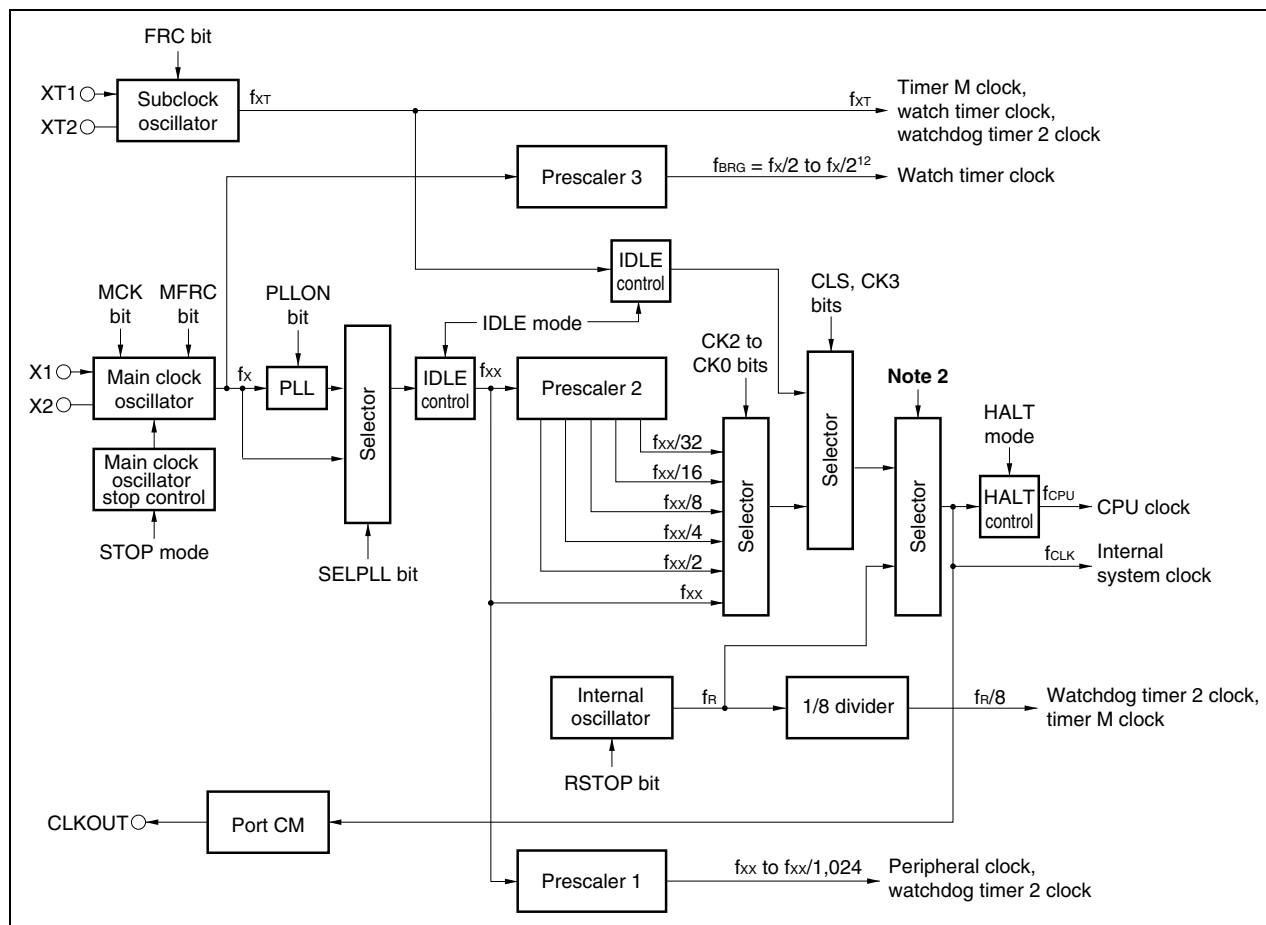 FRC bit
XT1
XT2
Subclock
oscillator
fXT
fXT
Timer M clock,
watch timer clock,
watchdog timer 2 clock
Prescaler 3
fBRG = fX/2 to fX/2¹²
Watch timer clock
IDLE
control
CLS, CK3
bits
MCK
bit
MFRC
bit
PLLON
bit
IDLE mode
CK2 to
CK0 bits
X1
X2
Main clock
oscillator
fX
PLL
Selector
IDLE
control
fXX
Prescaler 2
Selector
Note 2
HALT
mode
fXX/32
fXX/16
fXX/8
fXX/4
fXX/2
fXX
Selector
Selector
HALT
control
fCPU
CPU clock
fCLK
Internal
system clock
Main clock
oscillator
stop control
STOP mode
SELPLL bit
Internal
oscillator
fR
1/8 divider
fR/8
Watchdog timer 2 clock,
timer M clock
RSTOP bit
CLKOUT
Port CM
Prescaler 1
fXX to fXX/1,024
Peripheral clock,
watchdog timer 2 clock